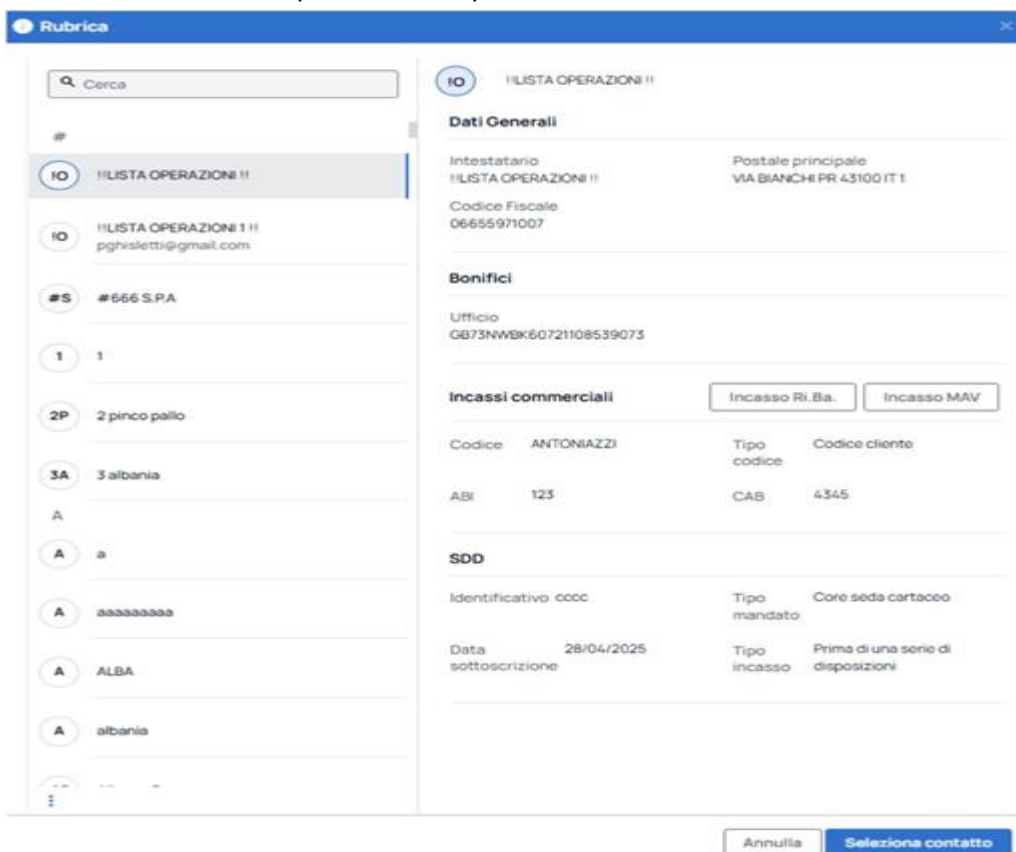 Rubrica
Cerca
#
!O !!LISTA OPERAZIONI !!
!O !!LISTA OPERAZIONI 1 !!
pghisletti@gmail.com
#S #666 S.P.A
1 1
2P 2 pinco pallo
3A 3 albania
A
A a
A aaaaaaaaa
A ALBA
A albania
!O !!LISTA OPERAZIONI !!
Dati Generali
Intestatario Postale principale
!!LISTA OPERAZIONI !! VIA BIANCHI PR 43100 IT 1
Codice Fiscale
06655971007
Bonifici
Ufficio
GB73NWBK60721108539073
Incassi commerciali Incasso Ri.Ba. Incasso MAV
Codice ANTONIAZZI Tipo codice Codice cliente
ABI 123 CAB 4345
SDD
Identificativo cccc Tipo mandato Core seda cartaceo
Data sottoscrizione 28/04/2025 Tipo incasso Prima di una serie di disposizioni
Annulla Seleziona contatto